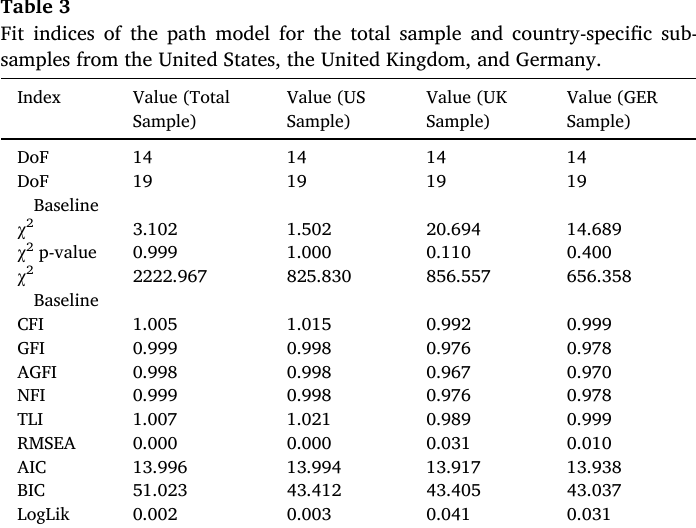 Table 3
Fit indices of the path model for the total sample and country-specific sub-
samples from the United States, the United Kingdom, and Germany.
Index Value (Total Sample) Value (US Sample) Value (UK Sample) Value (GER Sample)
DoF 14 14 14 14
DoF Baseline 19 19 19 19
χ² 3.102 1.502 20.694 14.689
χ² p-value 0.999 1.000 0.110 0.400
χ² Baseline 2222.967 825.830 856.557 656.358
CFI 1.005 1.015 0.992 0.999
GFI 0.999 0.998 0.976 0.978
AGFI 0.998 0.998 0.967 0.970
NFI 0.999 0.998 0.976 0.978
TLI 1.007 1.021 0.989 0.999
RMSEA 0.000 0.000 0.031 0.010
AIC 13.996 13.994 13.917 13.938
BIC 51.023 43.412 43.405 43.037
LogLik 0.002 0.003 0.041 0.031